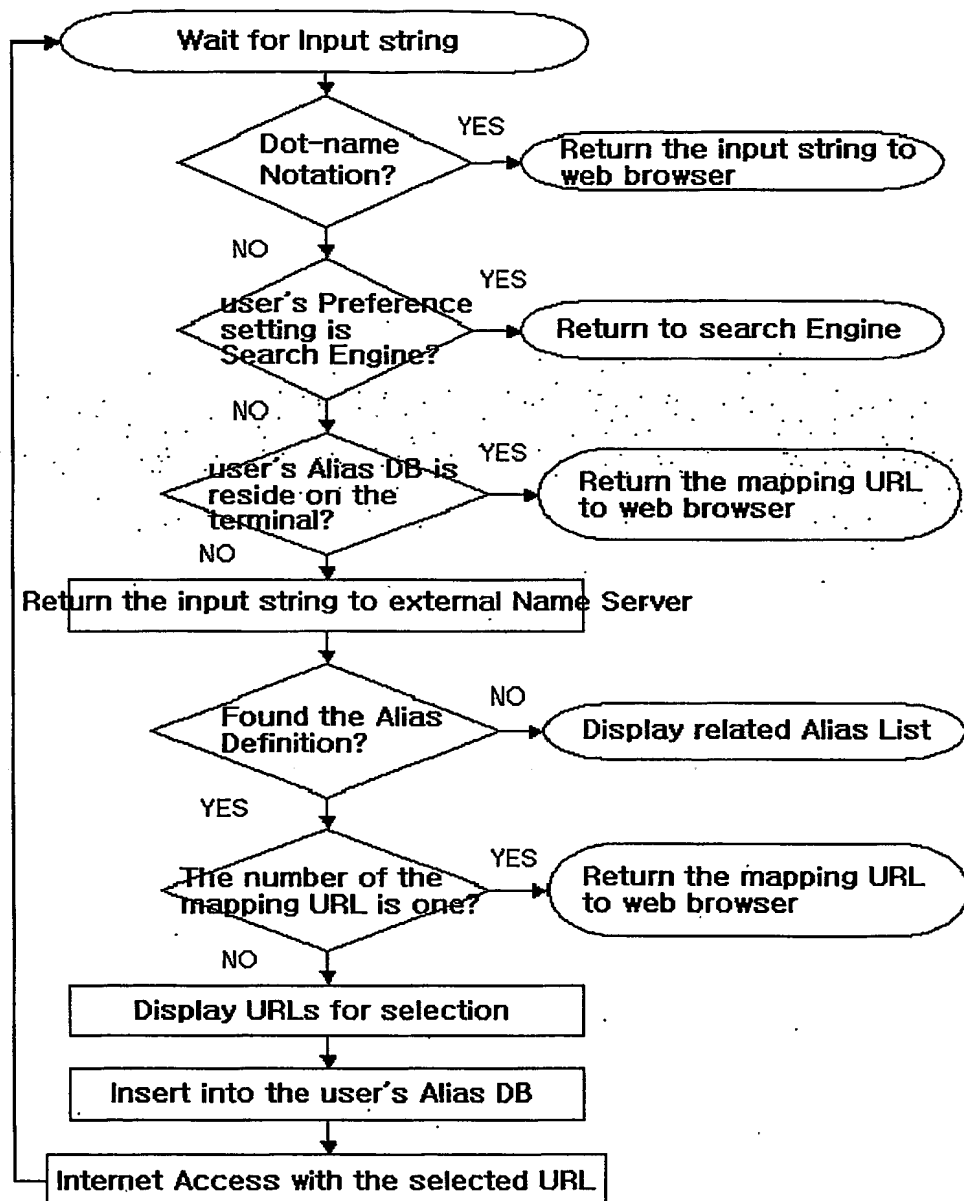 Wait for Input string
Dot-name
Notation?
YES
Return the input string to
web browser
NO
user's Preference
setting is
Search Engine?
YES
Return to search Engine
NO
user's Alias DB is
reside on the
terminal?
YES
Return the mapping URL
to web browser
NO
Return the input string to external Name Server
Found the Alias
Definition?
NO
Display related Alias List
YES
The number of the
mapping URL is one?
YES
Return the mapping URL
to web browser
NO
Display URLs for selection
Insert into the user's Alias DB
Internet Access with the selected URL